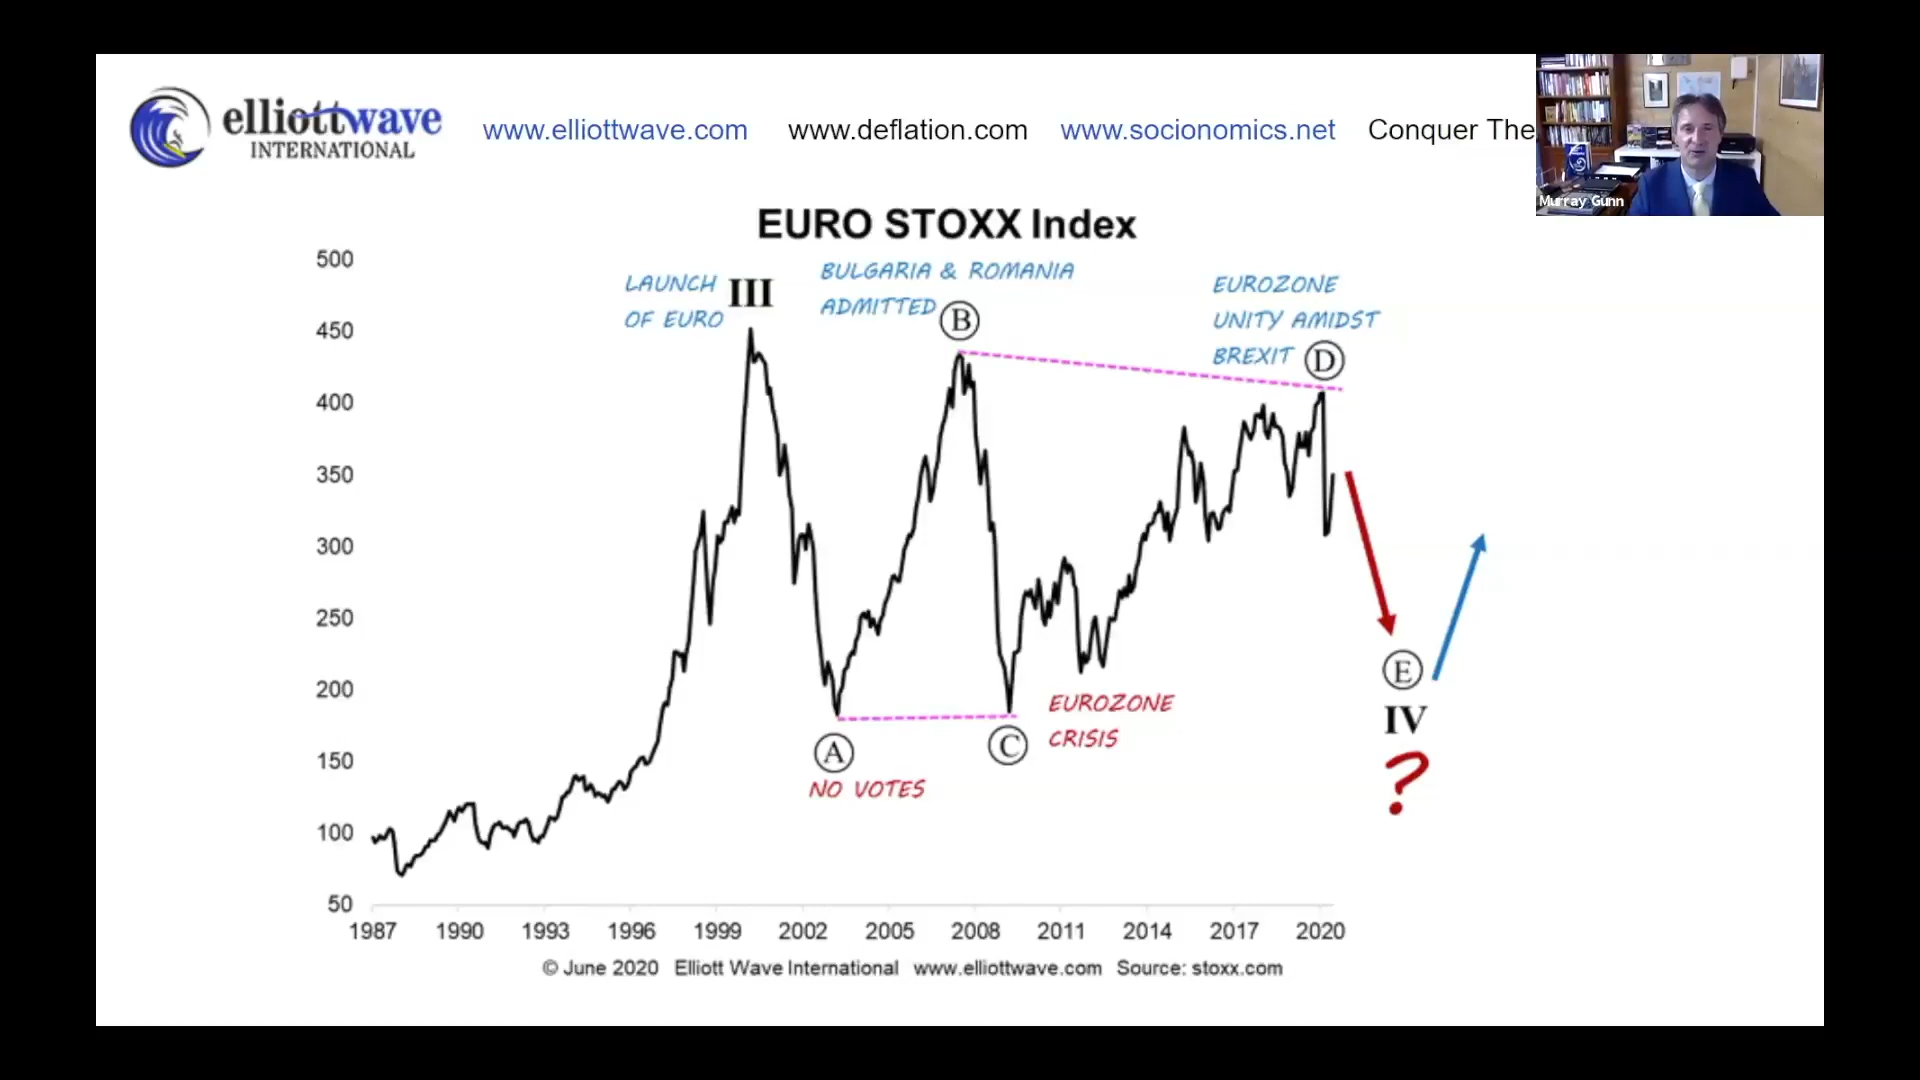 elliottwave
INTERNATIONAL
www.elliottwave.com www.deflation.com www.socionomics.net Conquer The
Murray Gunn
EURO STOXX Index
500
450
400
350
300
250
200
150
100
50
LAUNCH
OF EURO
III
BULGARIA & ROMANIA
ADMITTED
B
EUROZONE
UNITY AMIDST
BREXIT
D
A
NO VOTES
C
EUROZONE
CRISIS
E
IV
?
1987 1990 1993 1996 1999 2002 2005 2008 2011 2014 2017 2020
© June 2020 Elliott Wave International www.elliottwave.com Source: stoxx.com